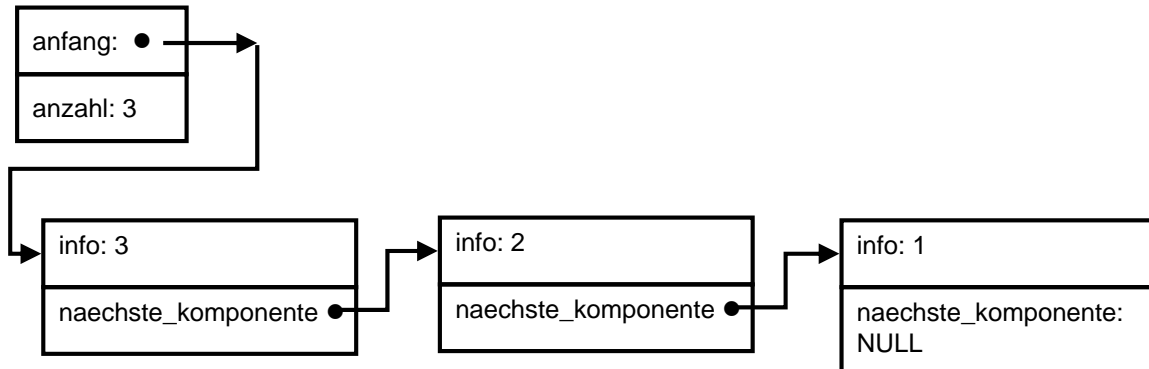 anfang:
anzahl: 3
info: 3
naechste_komponente
info: 2
naechste_komponente
info: 1
naechste_komponente:
NULL